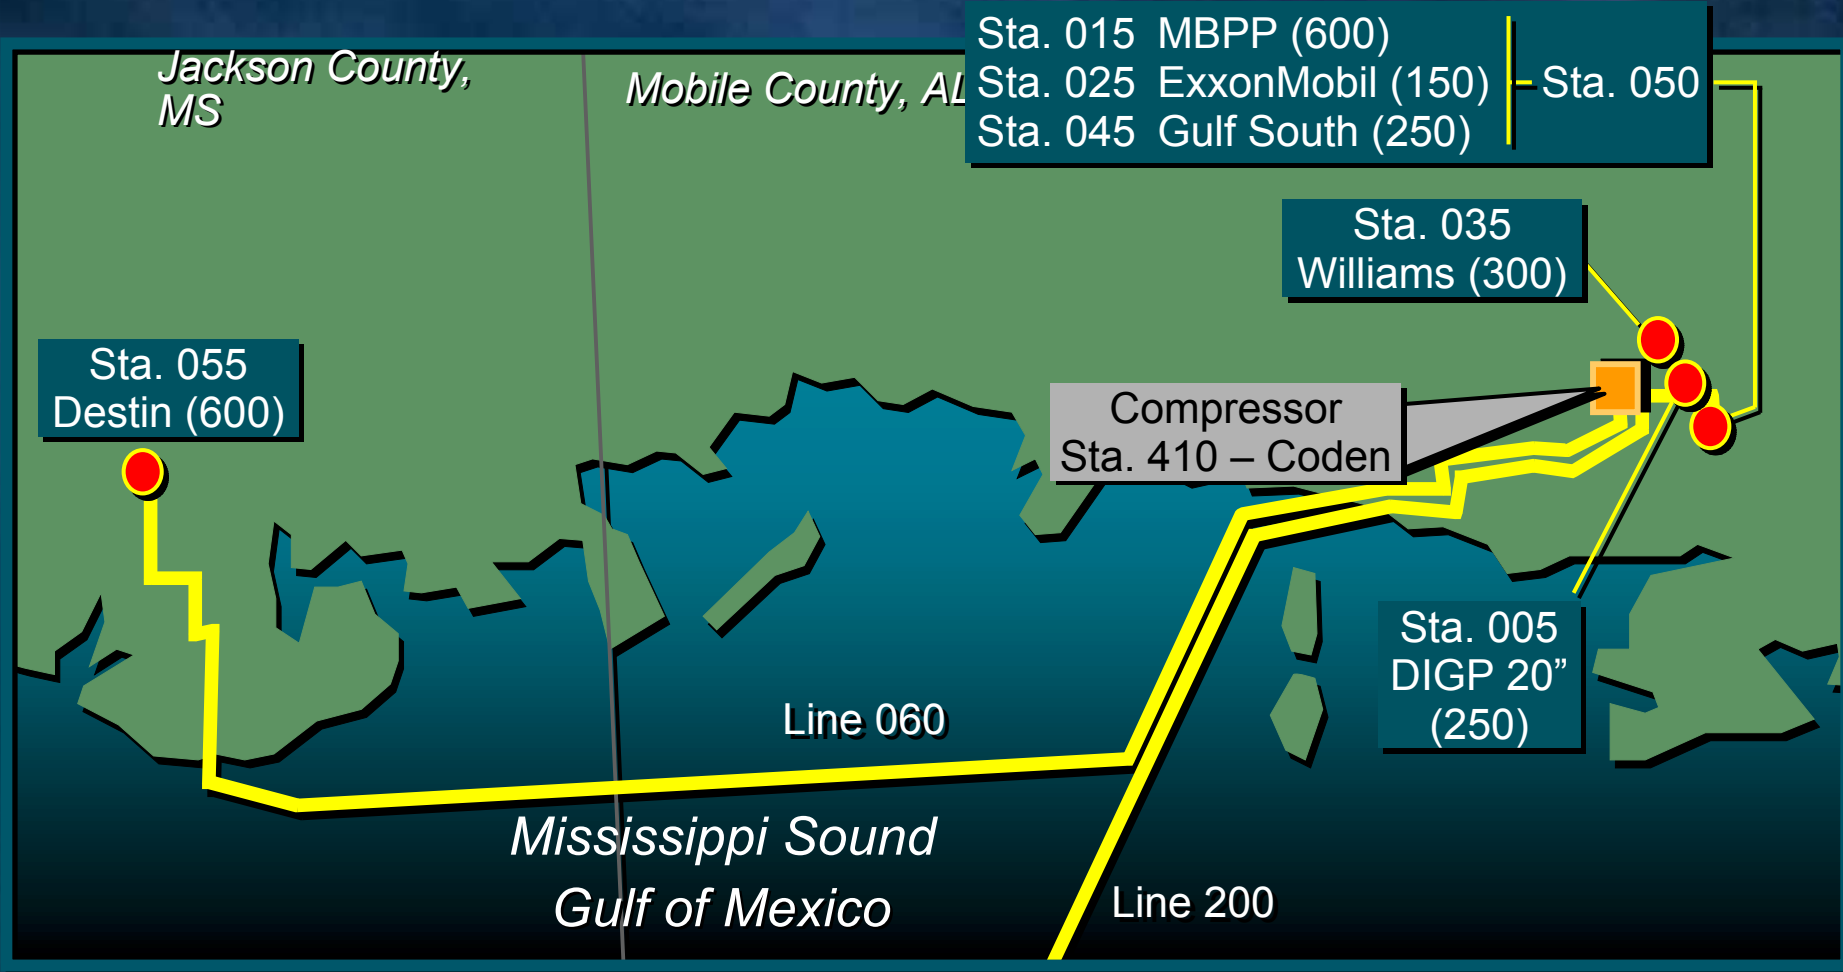 Jackson County,
MS
Mobile County, AL
Sta. 015 MBPP (600)
Sta. 025 ExxonMobil (150)
Sta. 045 Gulf South (250)
Sta. 050
Sta. 035
Williams (300)
Sta. 055
Destin (600)
Compressor
Sta. 410 – Coden
Sta. 005
DIGP 20”
(250)
Line 060
Mississippi Sound
Gulf of Mexico
Line 200